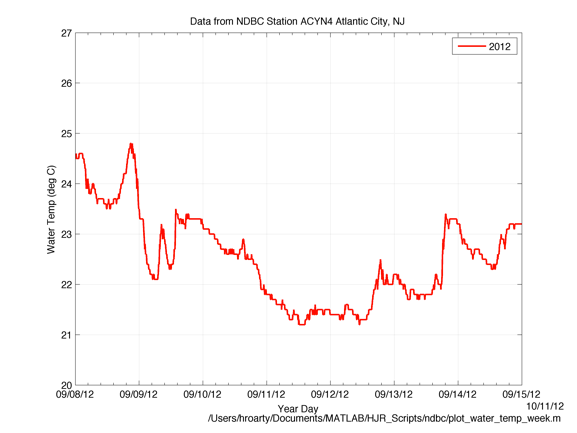 Data from NDBC Station ACYN4 Atlantic City, NJ
2012
27
26
25
24
23
22
21
20
Water Temp (deg C)
09/08/12 09/09/12 09/10/12 09/11/12 09/12/12 09/13/12 09/14/12 09/15/12
Year Day
10/11/12
/Users/hroarty/Documents/MATLAB/HJR_Scripts/ndbc/plot_water_temp_week.m